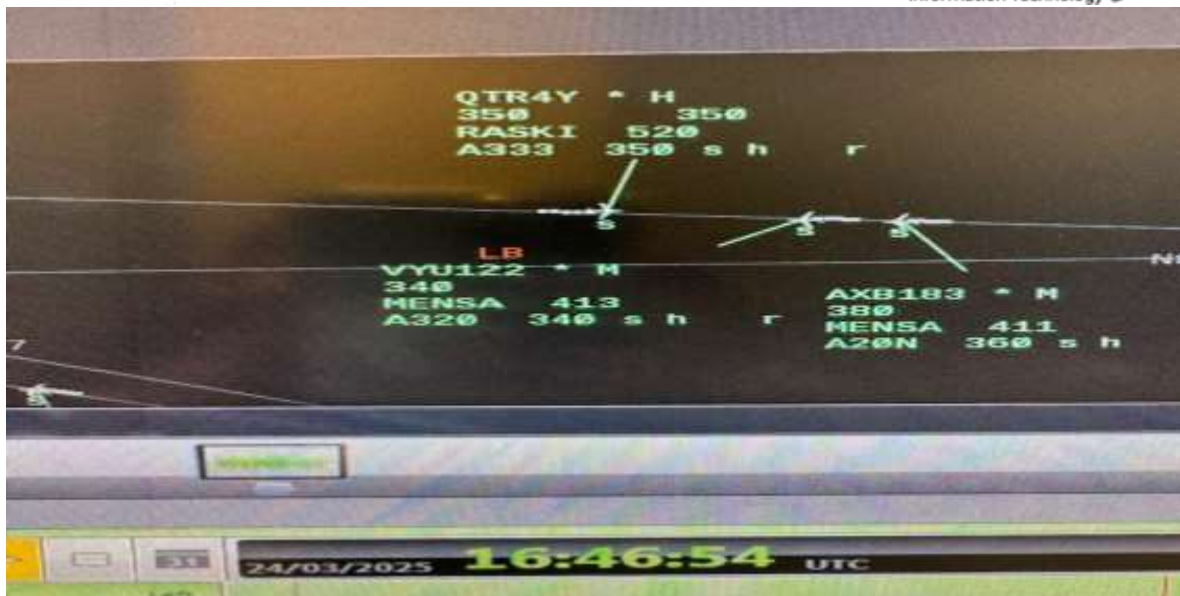 QTR4Y * H
350 350
RASKI 520
A333 350 s h r
S
S
S
LB
VYU122 * M
340
MENSA 413
A320 340 s h r
AXB183 * M
380
MENSA 411
A20N 360 s h
7
S
24/03/2025 16:46:54 UTC